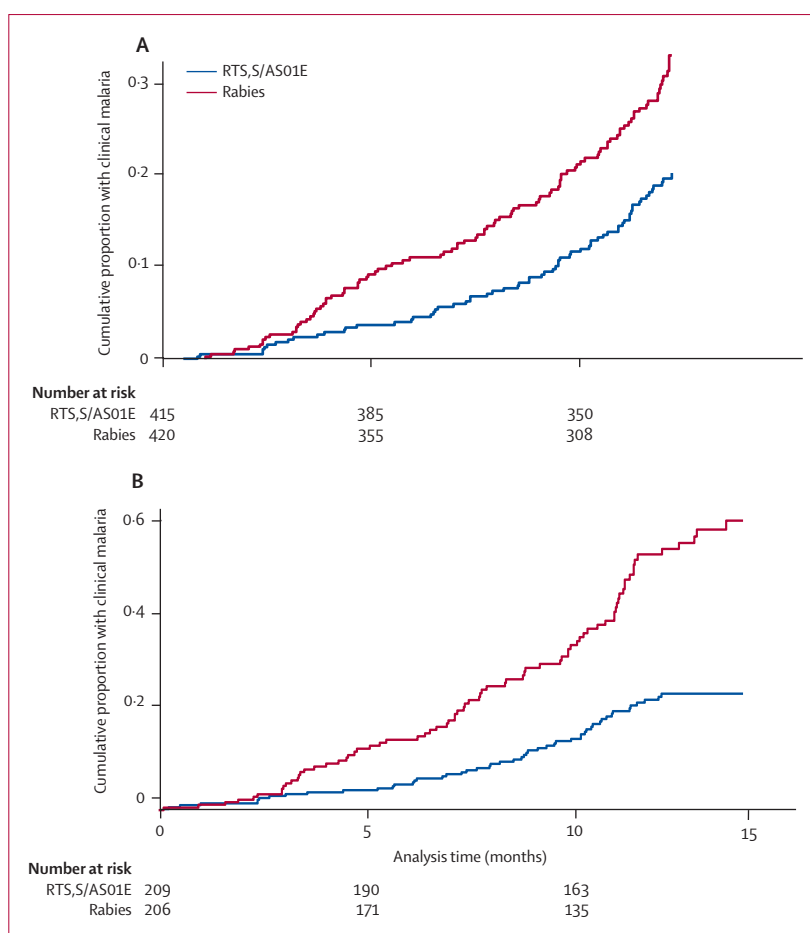 A
RTS,S/AS01E
Rabies
Cumulative proportion with clinical malaria
0·3
0·2
0·1
0
Number at risk
RTS,S/AS01E 415 385 350
Rabies 420 355 308
B
Cumulative proportion with clinical malaria
0·6
0·4
0·2
0
0 5 10 15
Analysis time (months)
Number at risk
RTS,S/AS01E 209 190 163
Rabies 206 171 135